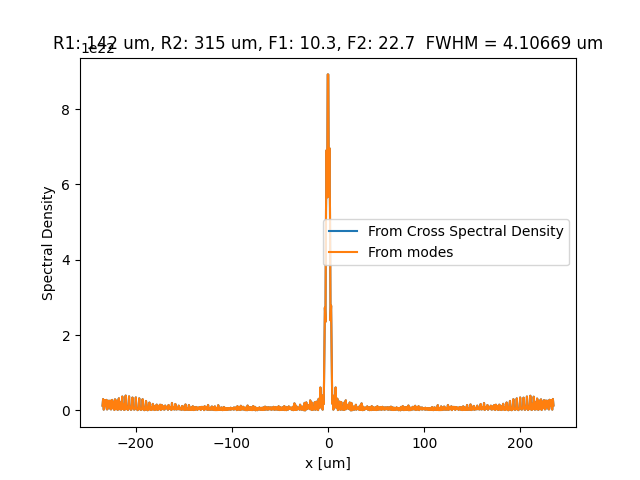 R1: 142 um, R2: 315 um, F1: 10.3, F2: 22.7  FWHM = 4.10669 um
1e22
8
6
4
2
0
Spectral Density
From Cross Spectral Density
From modes
−200
−100
0
100
200
x [um]